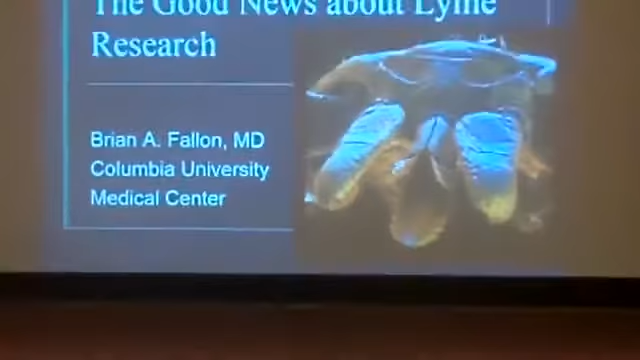 The Good News about Lyme
Research
Brian A. Fallon, MD
Columbia University
Medical Center